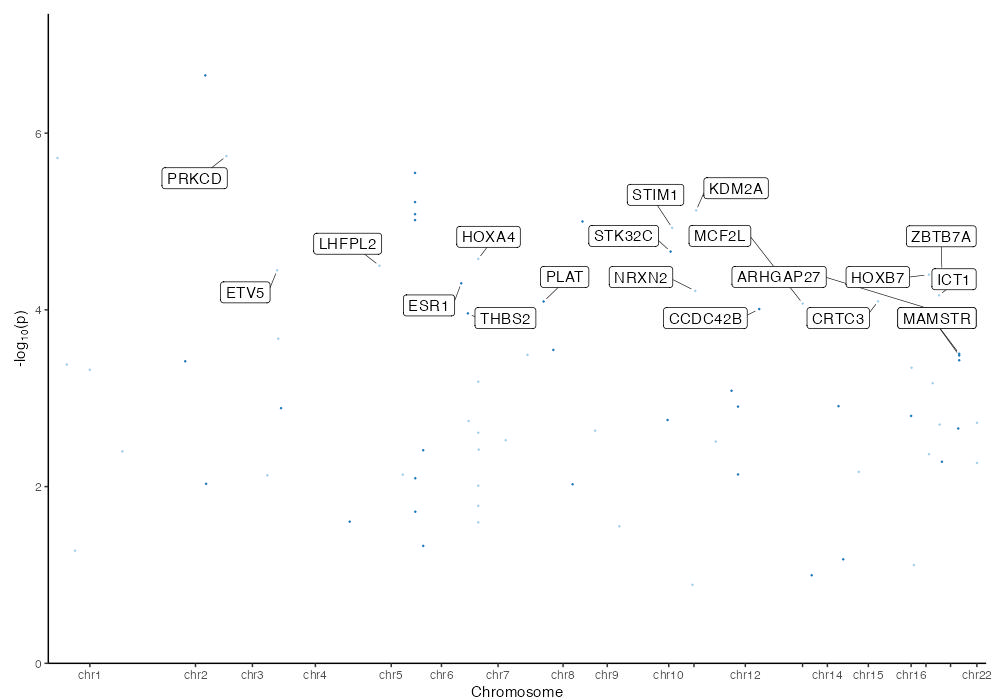 6
PRKCD
KDM2A
STIM1
LHFPL2
HOXA4
STK32C
MCF2L
ZBTB7A
ETV5
PLAT
NRXN2
ARHGAP27
HOXB7
ICT1
ESR1
THBS2
CCDC42B
CRTC3
MAMSTR
4
-log10(p)
2
0
chr1 chr2 chr3 chr4 chr5 chr6 chr7 chr8 chr9 chr10 chr12 chr14 chr15 chr16 chr22
Chromosome